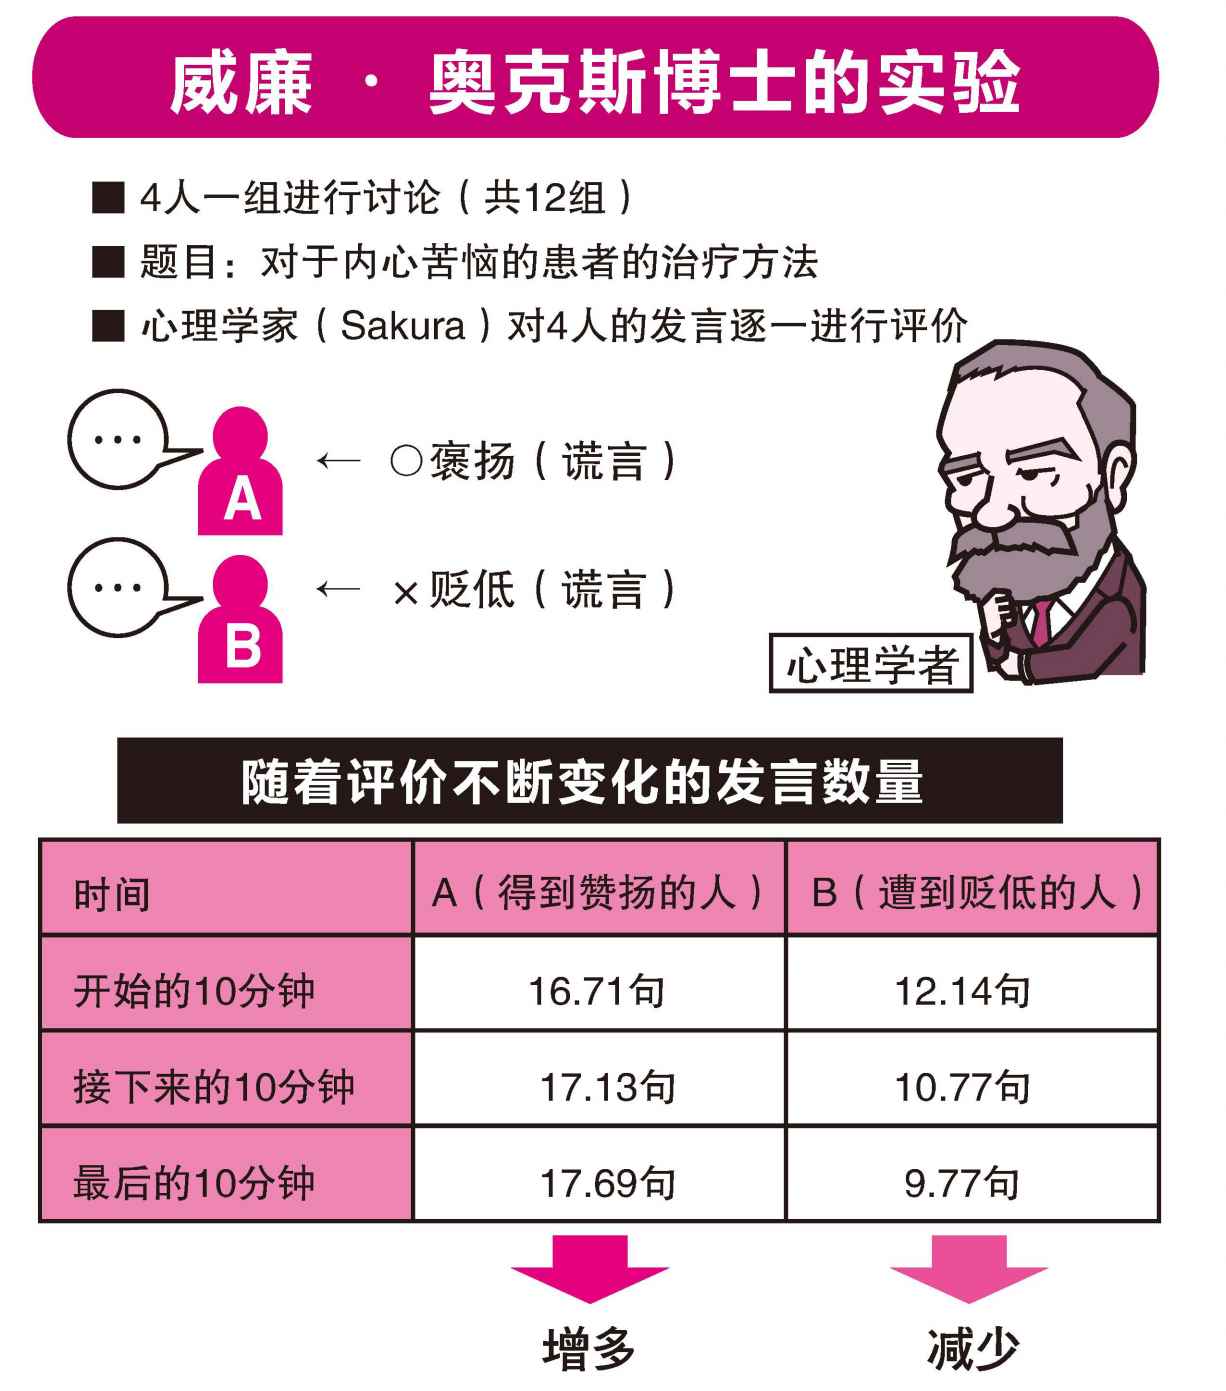 威廉 · 奥克斯博士的实验
■ 4人一组进行讨论（共12组）
■ 题目：对于内心苦恼的患者的治疗方法
■ 心理学家（Sakura）对4人的发言逐一进行评价
… A ← ○褒扬（谎言）
… B ← ×贬低（谎言）
心理学者
随着评价不断变化的发言数量
时间 A（得到赞扬的人） B（遭到贬低的人）
开始的10分钟 16.71句 12.14句
接下来的10分钟 17.13句 10.77句
最后的10分钟 17.69句 9.77句
增多 减少